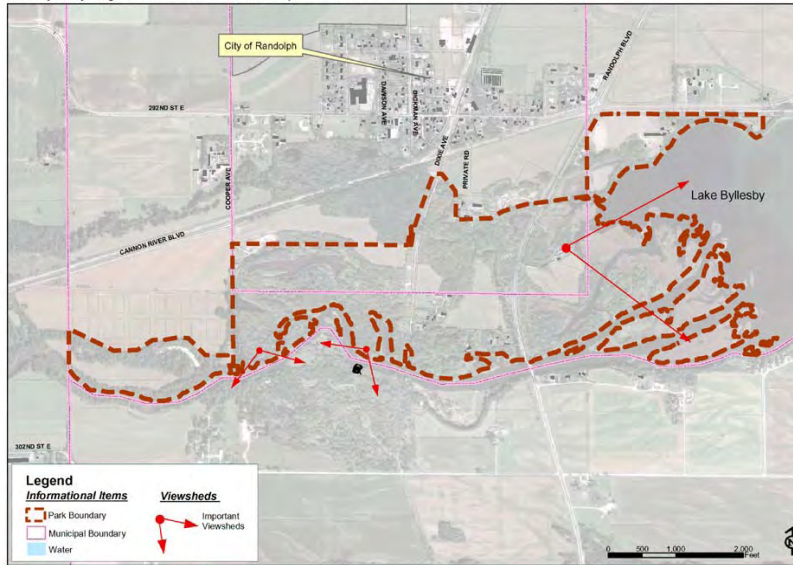 City of Randolph
RANDOLPH BLVD
292ND ST E
DAWSON AVE
DICKMAN AVE
DIXIE AVE
PRIVATE RD
COOPER AVE
Lake Byllesby
CANNON RIVER BLVD
302ND ST E
Legend
Informational Items
Viewsheds
Park Boundary
Important
Viewsheds
Municipal Boundary
Water
0 500 1,000 2,000
Feet
N